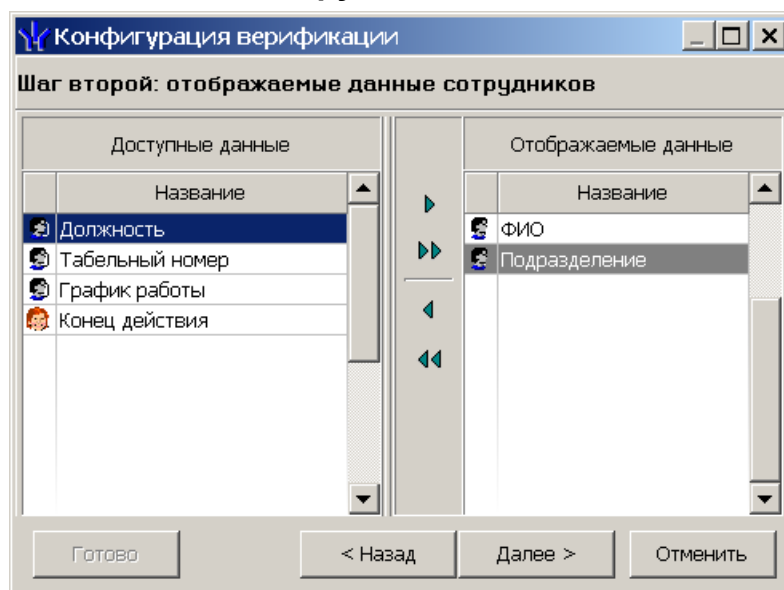 Конфигурация верификации
Шаг второй: отображаемые данные сотрудников
Доступные данные
Название
Должность
Табельный номер
График работы
Конец действия
Отображаемые данные
Название
ФИО
Подразделение
Готово
< Назад
Далее >
Отменить